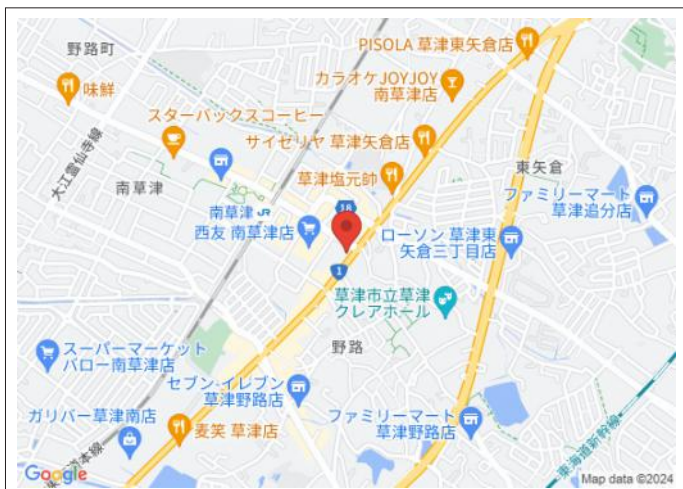 野路町
PISOLA 草津東矢倉店
味鮮
カラオケJOYJOY
南草津店
スターバックスコーヒー
サイゼリヤ 草津矢倉店
大江霊仙寺線
南草津
草津塩元帥
東矢倉
ファミリーマート
草津追分店
南草津
JR
18
西友 南草津店
ローソン 草津東
矢倉三丁目店
1
草津市立草津
クレアホール
野路
スーパーマーケット
バロー南草津店
セブン-イレブン
草津野路店
ガリバー草津南店
麦笑 草津店
ファミリーマート
草津野路店
東海道新幹線
道本線
Google
Map data ©2024